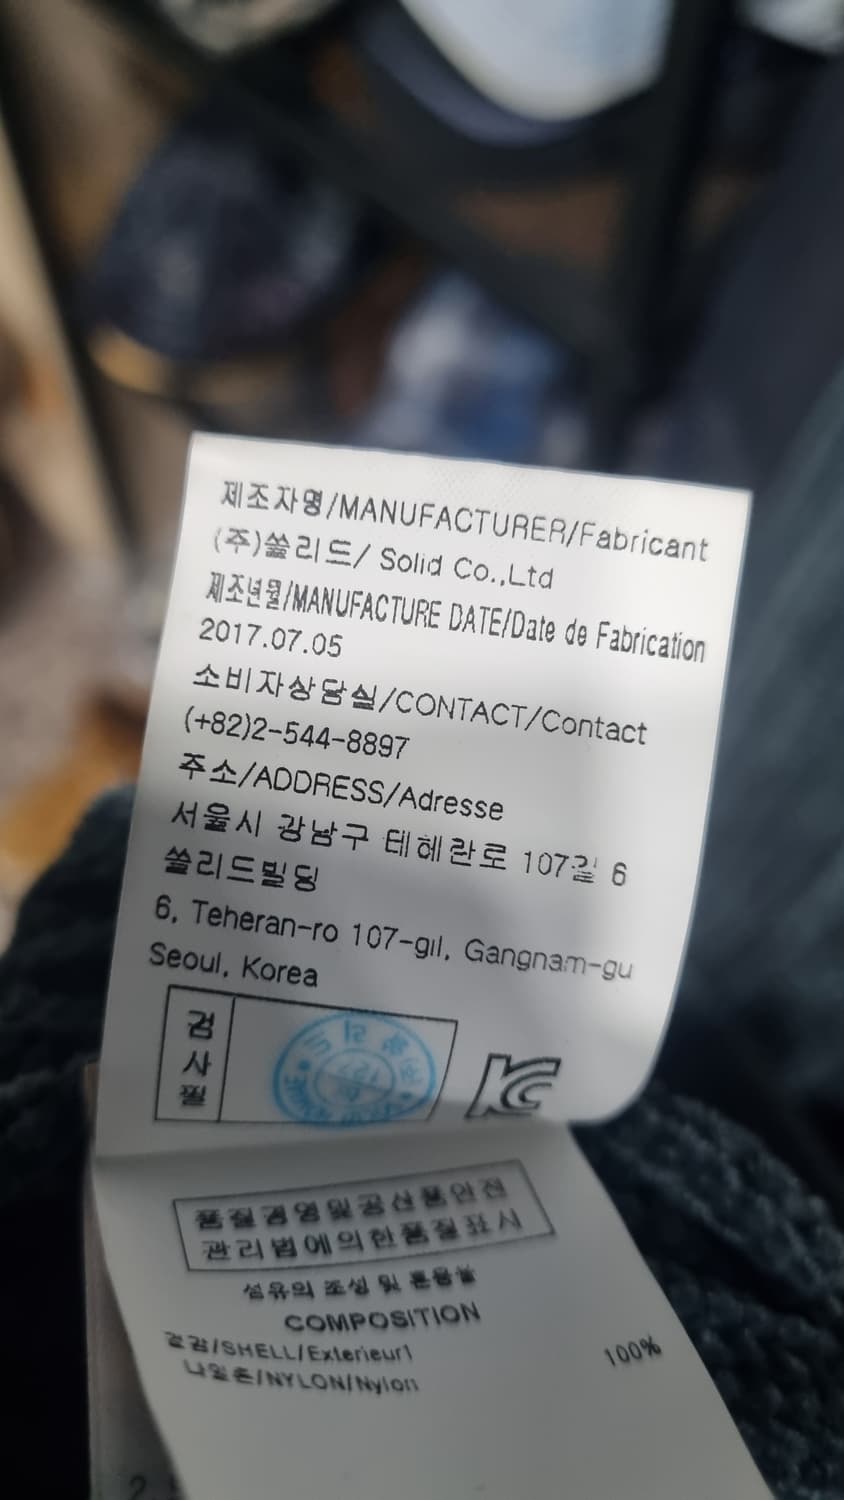 제조자명/MANUFACTURER/Fabricant
(주)쏠리드/ Solid Co.,Ltd
제조년월/MANUFACTURE DATE/Date de Fabrication
2017.07.05
소비자상담실/CONTACT/Contact
(+82)2-544-8897
주소/ADDRESS/Adresse
서울시 강남구 테헤란로 107길 6
쏠리드빌딩
6, Teheran-ro 107-gil, Gangnam-gu
Seoul, Korea
검사필
KC
품질경영및공산품안전
관리법에의한품질표시
섬유의 조성 및 혼용율
COMPOSITION
겉감/SHELL/Exterieur1
나일론/NYLON/Nylon 100%